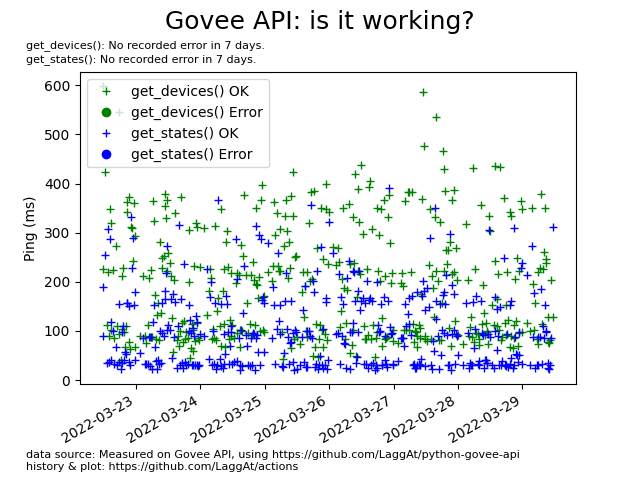 Govee API: is it working?
get_devices(): No recorded error in 7 days.
get_states(): No recorded error in 7 days.
get_devices() OK
get_devices() Error
get_states() OK
get_states() Error
600
500
400
300
200
100
0
Ping (ms)
2022-03-23
2022-03-24
2022-03-25
2022-03-26
2022-03-27
2022-03-28
2022-03-29
data source: Measured on Govee API, using https://github.com/LaggAt/python-govee-api
history & plot: https://github.com/LaggAt/actions